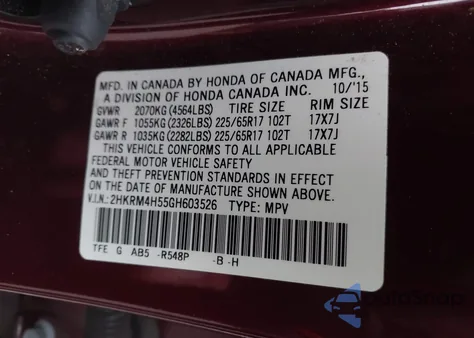 MFD. IN CANADA BY HONDA OF CANADA MFG.,
A DIVISION OF HONDA CANADA INC. 10/'15
GVWR 2070KG (4564LBS) TIRE SIZE RIM SIZE
GAWR F 1055KG (2326LBS) 225/65R17 102T 17X7J
GAWR R 1035KG (2282LBS) 225/65R17 102T 17X7J
THIS VEHICLE CONFORMS TO ALL APPLICABLE
FEDERAL MOTOR VEHICLE SAFETY
AND THEFT PREVENTION STANDARDS IN EFFECT
ON THE DATE OF MANUFACTURE SHOWN ABOVE.
V.I.N.: 2HKRM4H55GH603526 TYPE: MPV
TFE G AB5 -R548P -B -H
AutoSnap